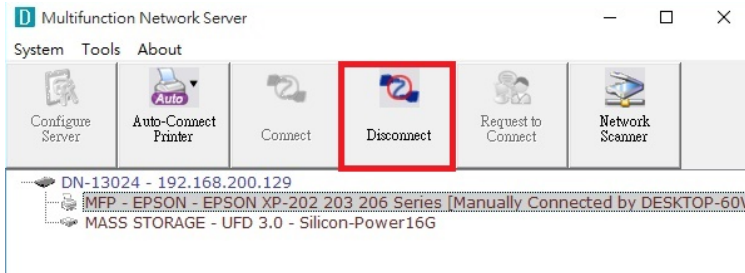 D Multifunction Network Server
System Tools About
Configure Server
Auto
Auto-Connect Printer
Connect
Disconnect
Request to Connect
Network Scanner
DN-13024 - 192.168.200.129
MFP - EPSON - EPSON XP-202 203 206 Series [Manually Connected by DESKTOP-60
MASS STORAGE - UFD 3.0 - Silicon-Power16G